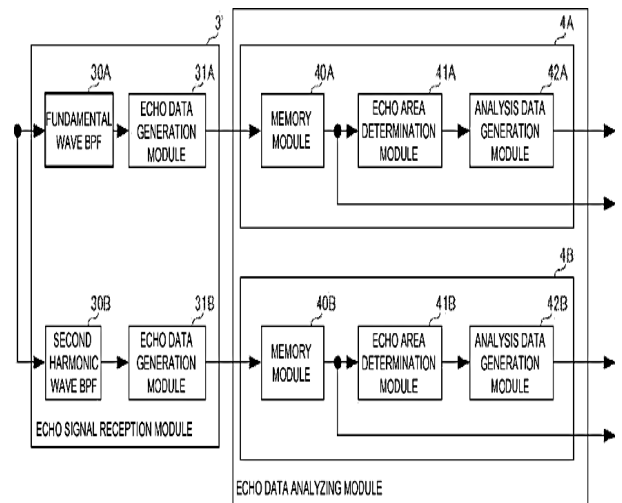 3'
4A
30A
31A
40A
41A
42A
FUNDAMENTAL
WAVE BPF
ECHO DATA
GENERATION
MODULE
MEMORY
MODULE
ECHO AREA
DETERMINATION
MODULE
ANALYSIS DATA
GENERATION
MODULE
4B
30B
31B
40B
41B
42B
SECOND
HARMONIC
WAVE BPF
ECHO DATA
GENERATION
MODULE
MEMORY
MODULE
ECHO AREA
DETERMINATION
MODULE
ANALYSIS DATA
GENERATION
MODULE
ECHO SIGNAL RECEPTION MODULE
ECHO DATA ANALYZING MODULE